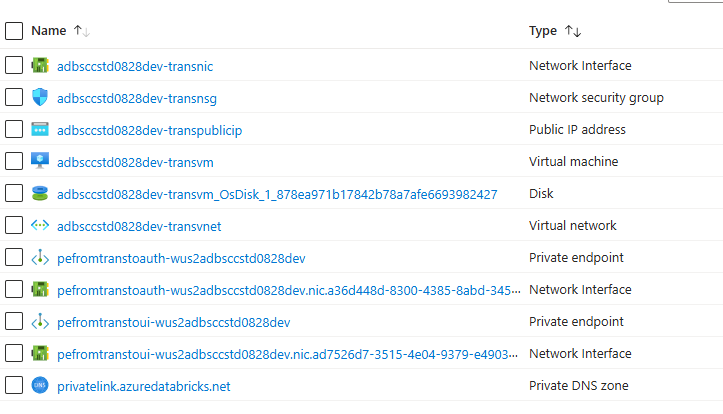 Name ↑↓ Type ↑↓
adbsccstd0828dev-transnic Network Interface
adbsccstd0828dev-transnsg Network security group
adbsccstd0828dev-transpublicip Public IP address
adbsccstd0828dev-transvm Virtual machine
adbsccstd0828dev-transvm_OsDisk_1_878ea971b17842b78a7afe6693982427 Disk
adbsccstd0828dev-transvnet Virtual network
pefromtranstoauth-wus2adbsccstd0828dev Private endpoint
pefromtranstoauth-wus2adbsccstd0828dev.nic.a36d448d-8300-4385-8abd-345... Network Interface
pefromtranstoui-wus2adbsccstd0828dev Private endpoint
pefromtranstoui-wus2adbsccstd0828dev.nic.ad7526d7-3515-4e04-9379-e4903... Network Interface
DNS privatelink.azuredatabricks.net Private DNS zone